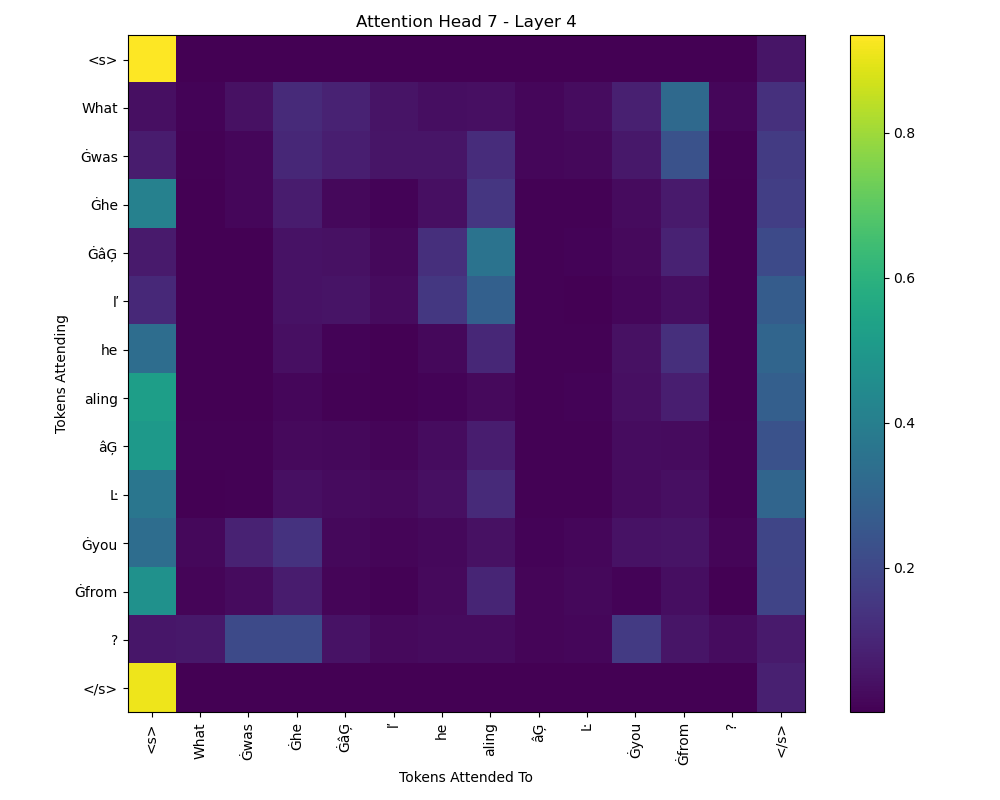 Attention Head 7 - Layer 4
<s>
What
Ġwas
Ġhe
ĠâĢ
ľ
he
aling
âĢ
Ŀ
Ġyou
Ġfrom
?
</s>
Tokens Attending
<s>
What
Ġwas
Ġhe
ĠâĢ
ľ
he
aling
âĢ
Ŀ
Ġyou
Ġfrom
?
</s>
Tokens Attended To
0.8
0.6
0.4
0.2